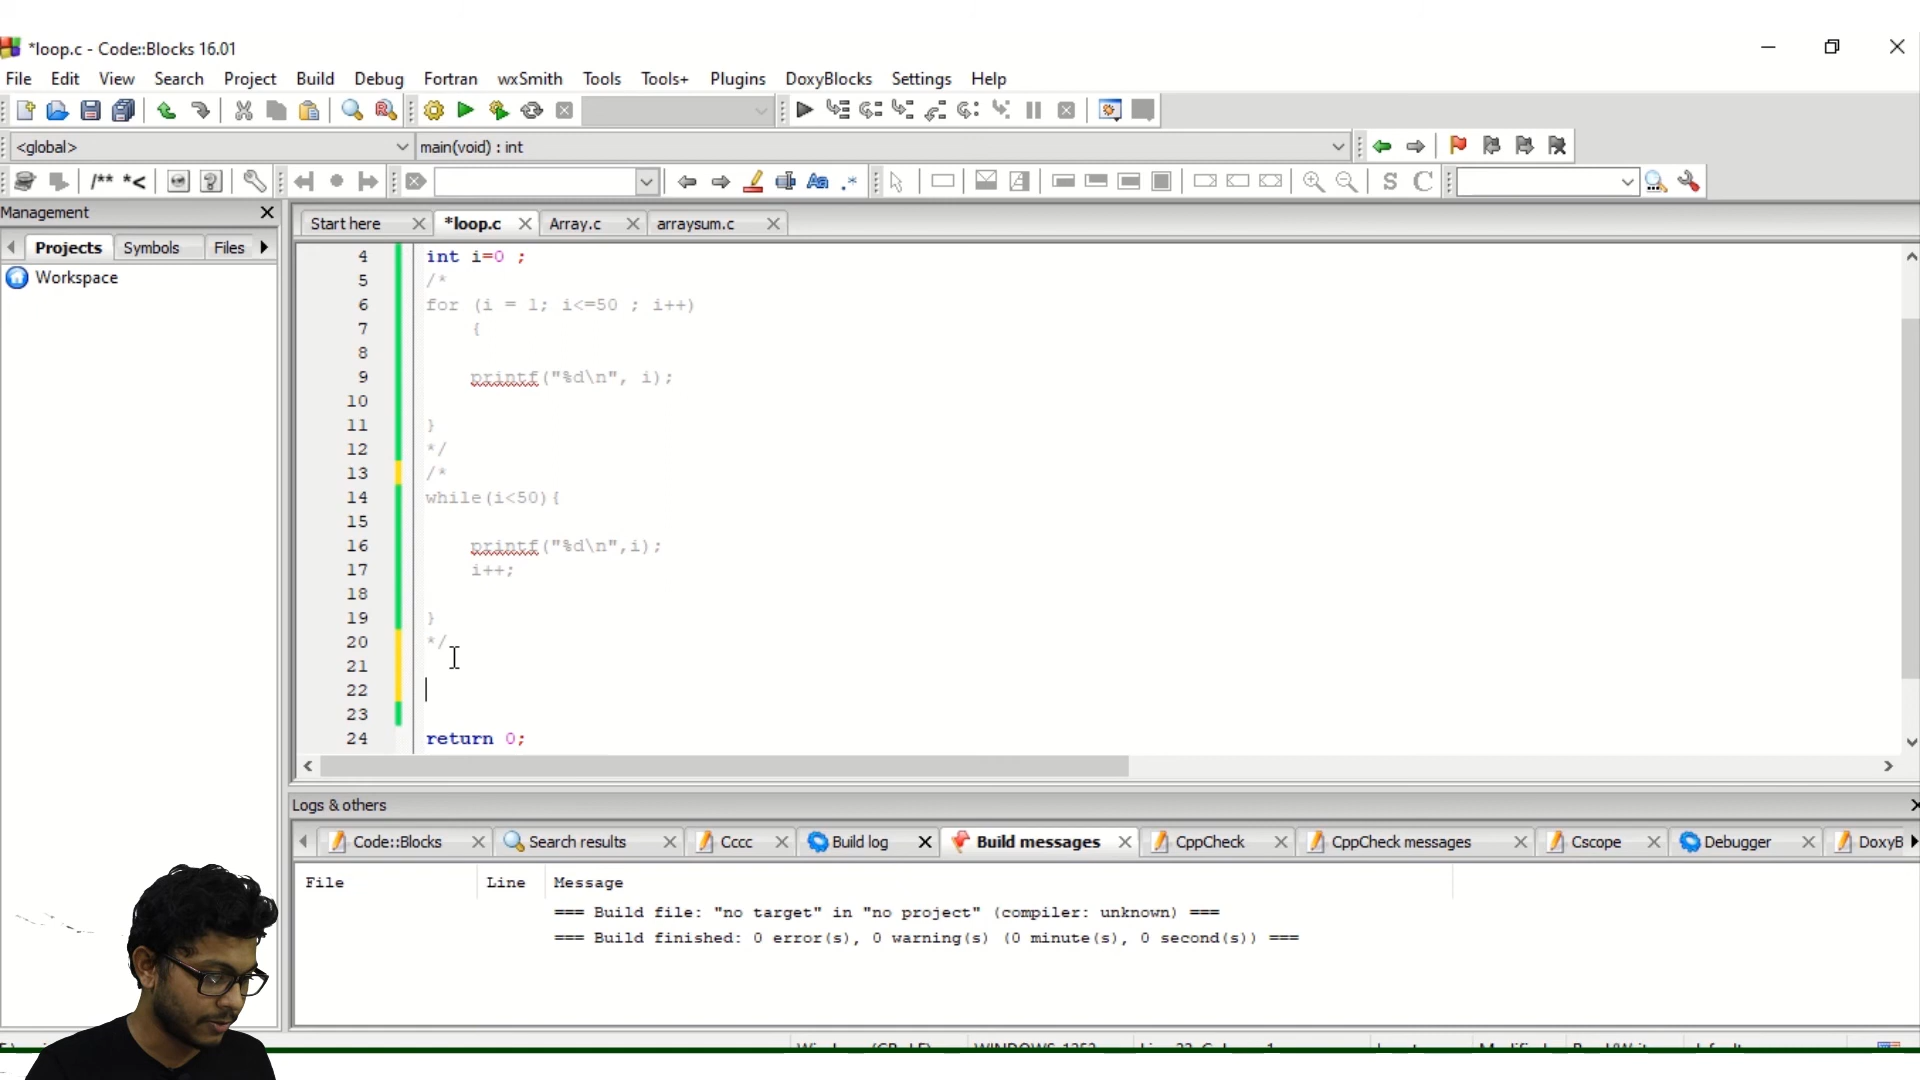 *loop.c - Code::Blocks 16.01
File Edit View Search Project Build Debug Fortran wxSmith Tools Tools+ Plugins DoxyBlocks Settings Help
<global> main(void) : int
/** *< Aa .* S C
Management
Projects Symbols Files
Workspace
Start here *loop.c Array.c arraysum.c
4 int i=0 ;
5 /*
6 for (i = 1; i<=50 ; i++)
7 {
8
9 printf("%d\n", i);
10
11 }
12 */
13 /*
14 while(i<50){
15
16 printf("%d\n",i);
17 i++;
18
19 }
20 */
21
22
23
24 return 0;
Logs & others
Code::Blocks Search results Cccc Build log Build messages CppCheck CppCheck messages Cscope Debugger DoxyB
File Line Message
=== Build file: "no target" in "no project" (compiler: unknown) ===
=== Build finished: 0 error(s), 0 warning(s) (0 minute(s), 0 second(s)) ===